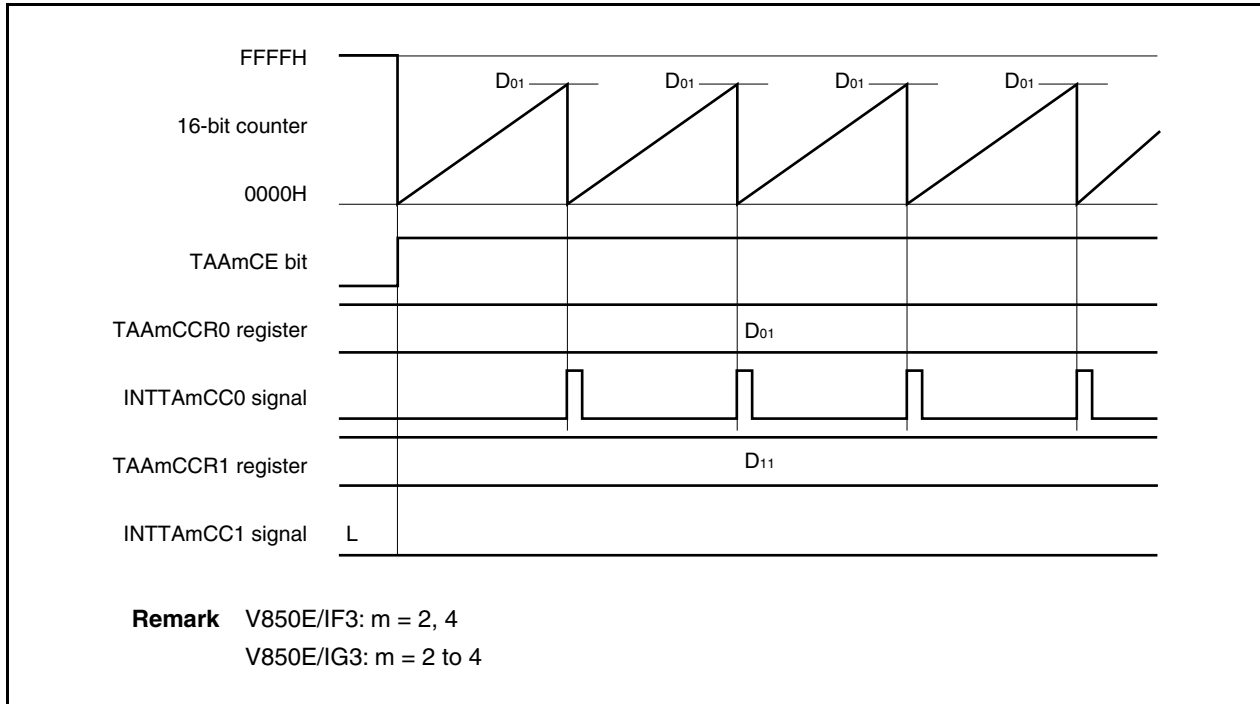 FFFFH
D01 D01 D01 D01
16-bit counter
0000H
TAAmCE bit
TAAmCCR0 register D01
INTTAmCC0 signal
TAAmCCR1 register D11
INTTAmCC1 signal L
Remark V850E/IF3: m = 2, 4
V850E/IG3: m = 2 to 4